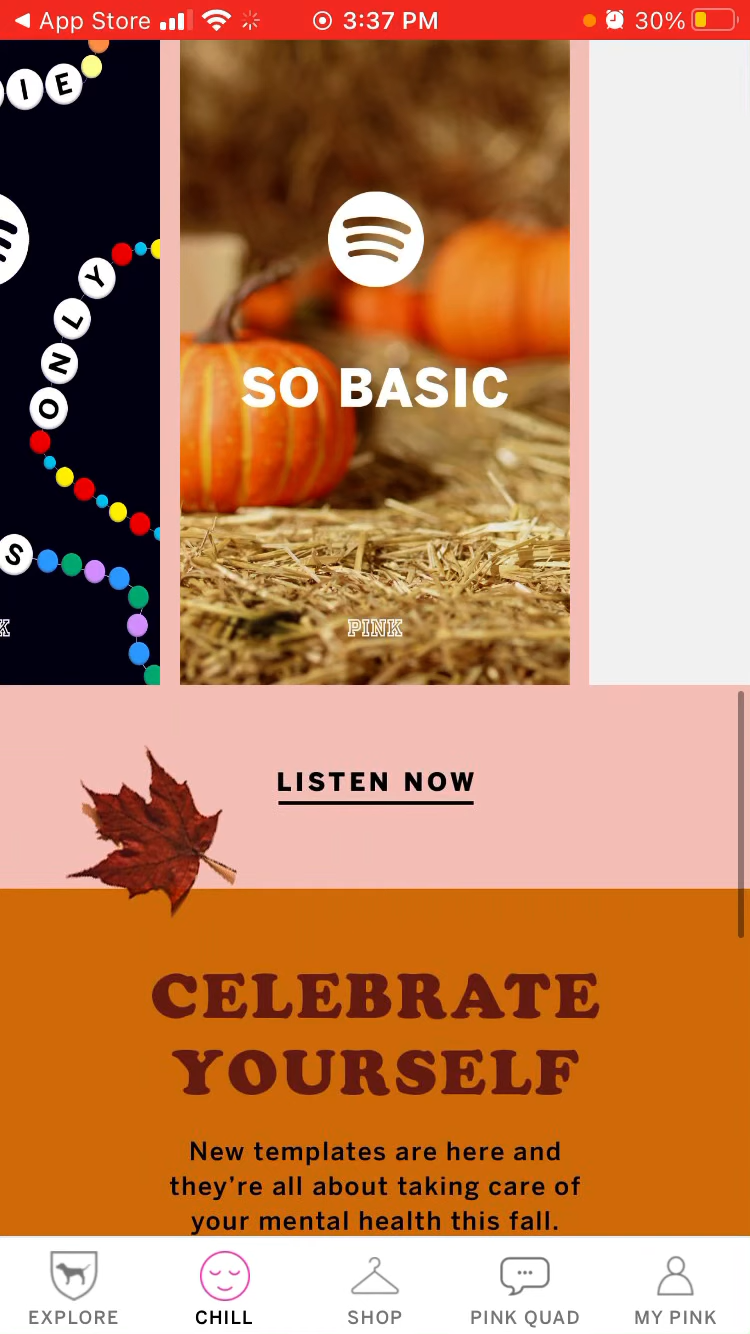 App Store
3:37 PM
30%
I E
O N L Y
S
K
SO BASIC
PINK
LISTEN NOW
CELEBRATE
YOURSELF
New templates are here and
they’re all about taking care of
your mental health this fall.
EXPLORE
CHILL
SHOP
PINK QUAD
MY PINK